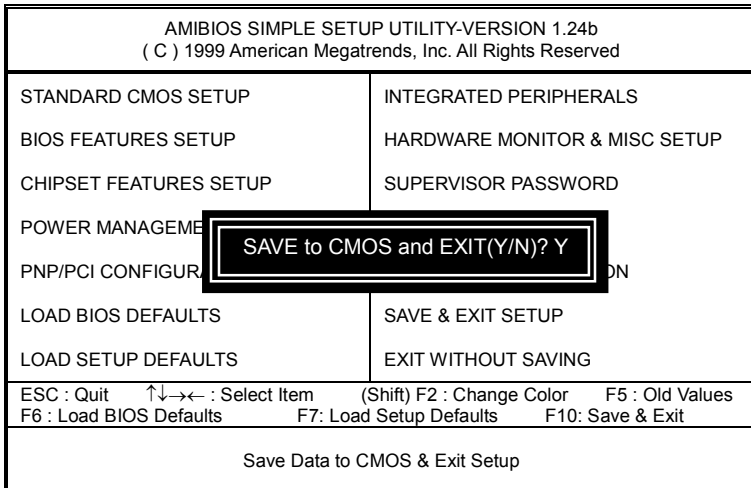 AMIBIOS SIMPLE SETUP UTILITY-VERSION 1.24b
( C ) 1999 American Megatrends, Inc. All Rights Reserved
STANDARD CMOS SETUP
INTEGRATED PERIPHERALS
BIOS FEATURES SETUP
HARDWARE MONITOR & MISC SETUP
CHIPSET FEATURES SETUP
SUPERVISOR PASSWORD
POWER
SAVE to CMOS and EXIT(Y/N)? Y
PNP/PCI
LOAD BIOS DEFAULTS
SAVE & EXIT SETUP
LOAD SETUP DEFAULTS
EXIT WITHOUT SAVING
ESC : Quit ↑↓→← : Select Item (Shift) F2 : Change Color F5 : Old Values
F6 : Load BIOS Defaults F7: Load Setup Defaults F10: Save & Exit
Save Data to CMOS & Exit Setup